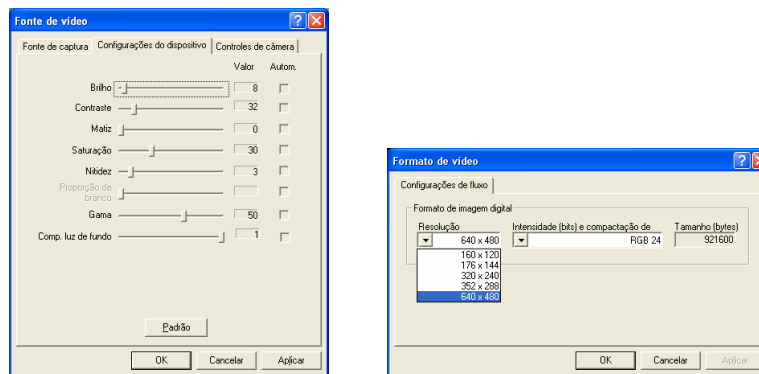 Fonte de vídeo
Fonte de captura Configurações do dispositivo Controles de câmera
Valor Autom.
Brilho 8
Contraste 32
Matiz 0
Saturação 30
Nitidez 3
Proporção de
branco
Gama 50
Comp. luz de fundo 1
Padrão
OK Cancelar Aplicar
Formato de vídeo
Configurações de fluxo
Formato de imagem digital
Resolução Intensidade (bits) e compactação de Tamanho (bytes)
640 x 480 RGB 24 921600
160 x 120
176 x 144
320 x 240
352 x 288
640 x 480
OK Cancelar Aplicar